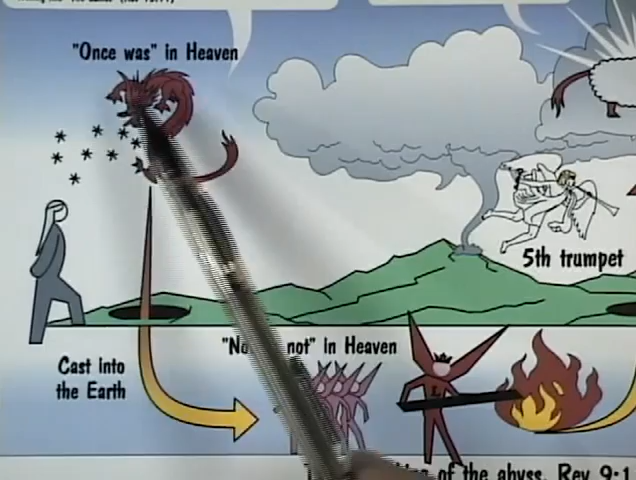 "Once was" in Heaven
5th trumpet
not" in Heaven
Cast into
the Earth
of the abyss, Rev 9:1